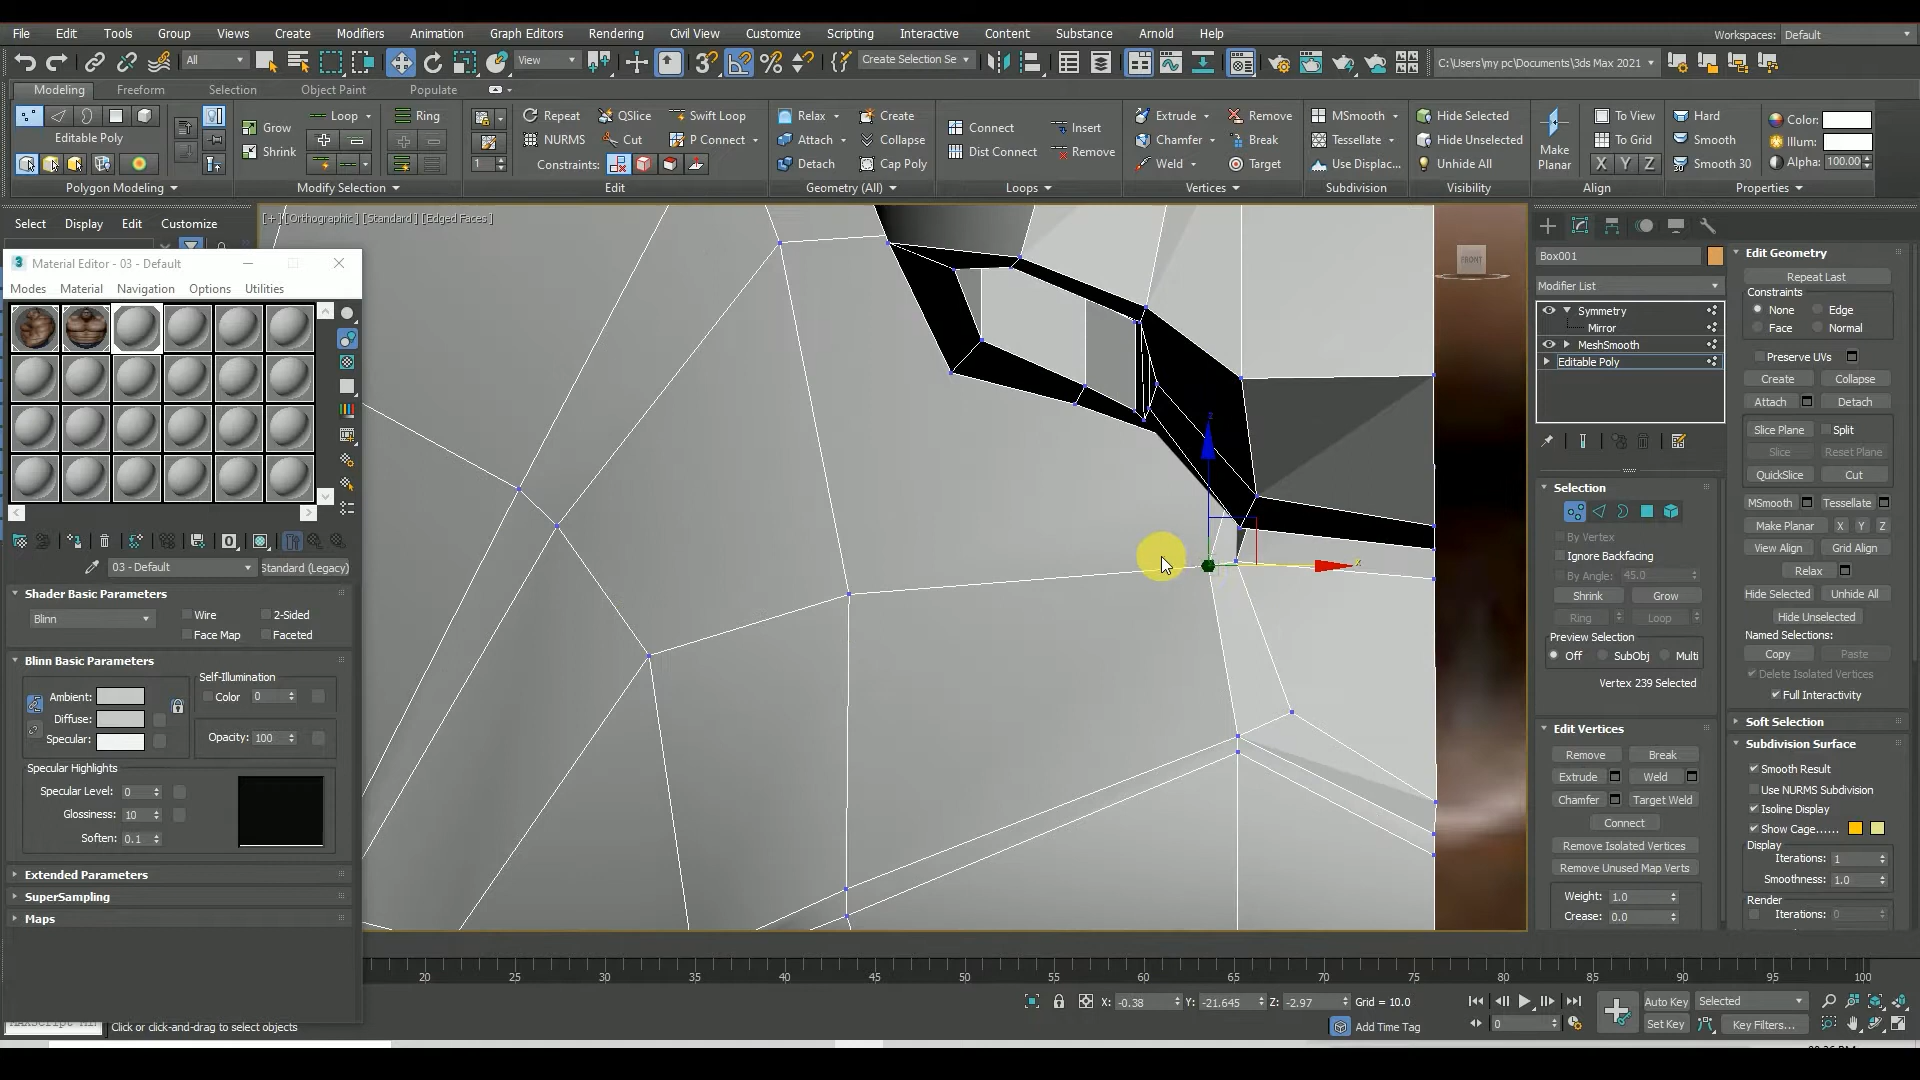 File Edit Tools Group Views Create Modifiers Animation Graph Editors Rendering Civil View Customize Scripting Interactive Content Substance Arnold Help
Workspaces: Default
All View Create Selection Se C:\Users\my pc\Documents\3ds Max 2021
Modeling Freeform Selection Object Paint Populate
Loop Ring Repeat QSlice Swift Loop Relax Create Extrude Remove MSmooth Hide Selected To View Hard Color:
Grow Connect Insert
Editable Poly NURMS Cut P Connect Attach Collapse Chamfer Break Tessellate Hide Unselected Make Planar To Grid Smooth Illum:
Shrink Dist Connect Remove
1 Constraints: Detach Cap Poly Weld Target Use Displac... Unhide All X Y Z Smooth 30 Alpha: 100.00
Polygon Modeling Modify Selection Edit Geometry (All) Loops Vertices Subdivision Visibility Align Properties
Select Display Edit Customize
[+] [Orthographic] [Standard] [Edged Faces]
Material Editor - 03 - Default
Modes Material Navigation Options Utilities
03 - Default Standard (Legacy)
Shader Basic Parameters
Blinn Wire 2-Sided
Face Map Faceted
Blinn Basic Parameters
Self-Illumination
Ambient: Color 0
Diffuse:
Specular: Opacity: 100
Specular Highlights
Specular Level: 0
Glossiness: 10
Soften: 0.1
Extended Parameters
SuperSampling
Maps
z
x
FRONT
Box001
Modifier List
Symmetry
Mirror
MeshSmooth
Editable Poly
Selection
By Vertex
Ignore Backfacing
By Angle: 45.0
Shrink Grow
Ring Loop
Preview Selection
Off SubObj Multi
Vertex 239 Selected
Edit Vertices
Remove Break
Extrude Weld
Chamfer Target Weld
Connect
Remove Isolated Vertices
Remove Unused Map Verts
Weight: 1.0
Crease: 0.0
Edit Geometry
Repeat Last
Constraints
None Edge
Face Normal
Preserve UVs
Create Collapse
Attach Detach
Slice Plane Split
Slice Reset Plane
QuickSlice Cut
MSmooth Tessellate
Make Planar X Y Z
View Align Grid Align
Relax
Hide Selected Unhide All
Hide Unselected
Named Selections:
Copy Paste
Delete Isolated Vertices
Full Interactivity
Soft Selection
Subdivision Surface
Smooth Result
Use NURMS Subdivision
Isoline Display
Show Cage......
Display
Iterations: 1
Smoothness: 1.0
Render
Iterations: 0
20 25 30 35 40 45 50 55 60 65 70 75 80 85 90 95 100
X: -0.38 Y: -21.645 Z: -2.97 Grid = 10.0
Auto Key Selected
Click or click-and-drag to select objects Add Time Tag 0 Set Key Key Filters...